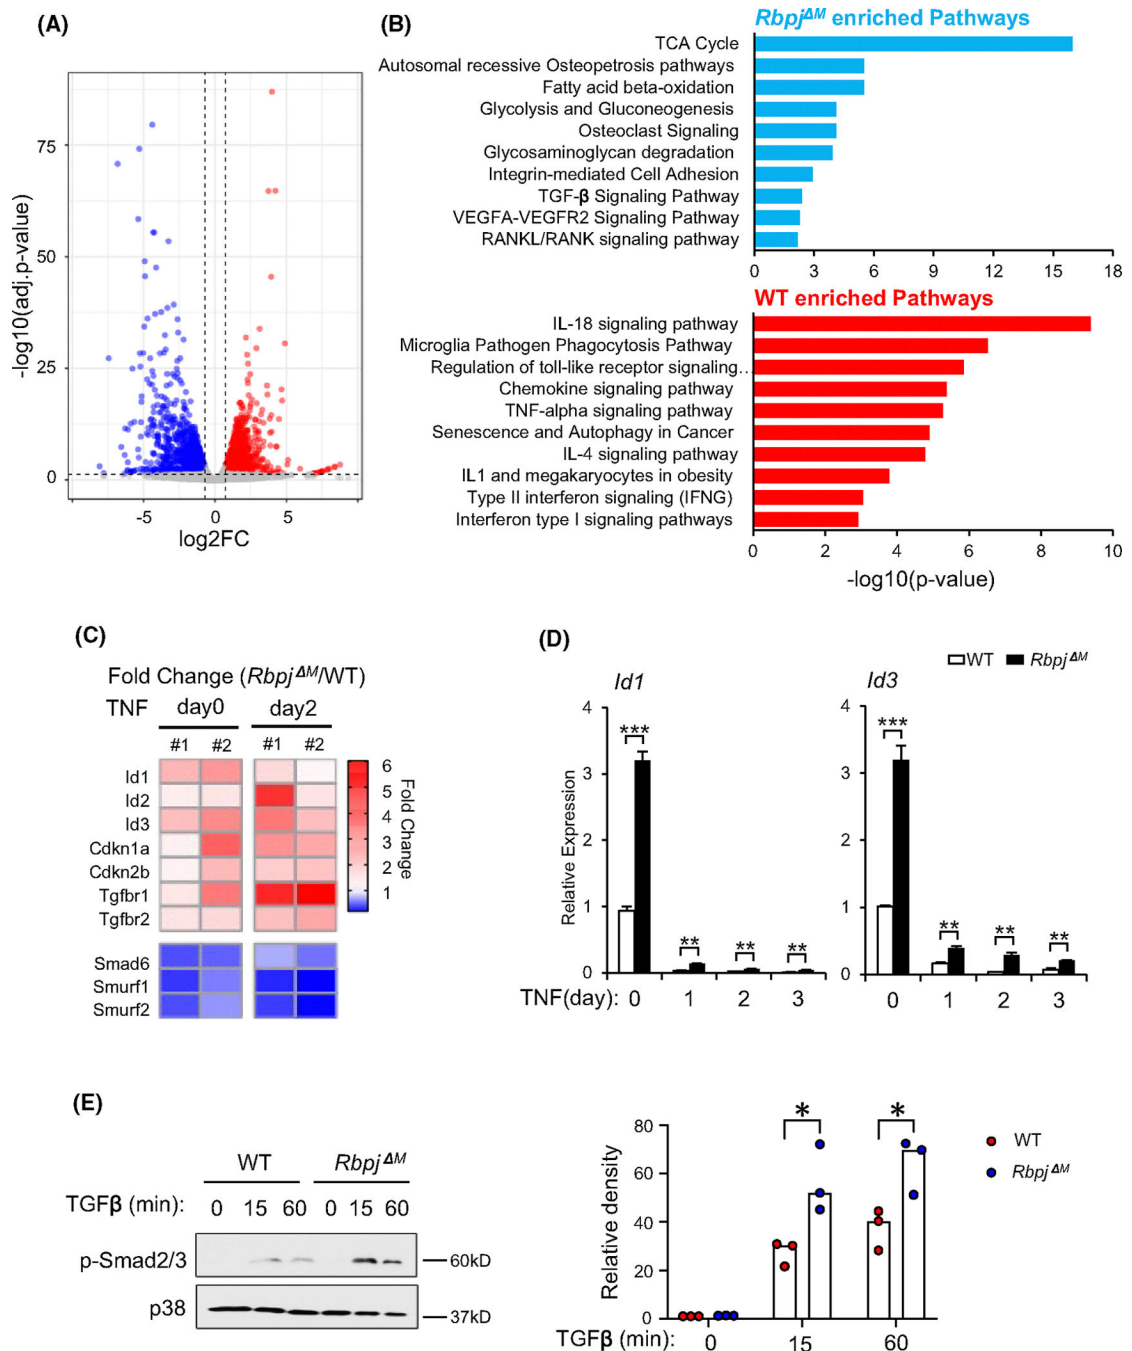 (A)
-log10(adj.p-value)
75
50
25
0
-5
0
5
log2FC
(B)
Rbpj^ΔM enriched Pathways
TCA Cycle
Autosomal recessive Osteopetrosis pathways
Fatty acid beta-oxidation
Glycolysis and Gluconeogenesis
Osteoclast Signaling
Glycosaminoglycan degradation
Integrin-mediated Cell Adhesion
TGF-β Signaling Pathway
VEGFA-VEGFR2 Signaling Pathway
RANKL/RANK signaling pathway
0 3 6 9 12 15 18
WT enriched Pathways
IL-18 signaling pathway
Microglia Pathogen Phagocytosis Pathway
Regulation of toll-like receptor signaling...
Chemokine signaling pathway
TNF-alpha signaling pathway
Senescence and Autophagy in Cancer
IL-4 signaling pathway
IL1 and megakaryocytes in obesity
Type II interferon signaling (IFNG)
Interferon type I signaling pathways
0 2 4 6 8 10
-log10(p-value)
(C)
Fold Change (Rbpj^ΔM/WT)
TNF day0 day2
#1 #2 #1 #2
Id1
Id2
Id3
Cdkn1a
Cdkn2b
Tgfbr1
Tgfbr2
Smad6
Smurf1
Smurf2
6
5
4
3
2
1
Fold Change
(D)
WT Rbpj^ΔM
Id1
Relative Expression
4
3
2
1
0
*** ** ** **
TNF(day): 0 1 2 3
Id3
4
3
2
1
0
*** ** ** **
0 1 2 3
(E)
WT Rbpj^ΔM
TGFβ (min): 0 15 60 0 15 60
p-Smad2/3 60kD
p38 37kD
Relative density
80
60
40
20
0
* *
TGFβ (min): 0 15 60
WT
Rbpj^ΔM